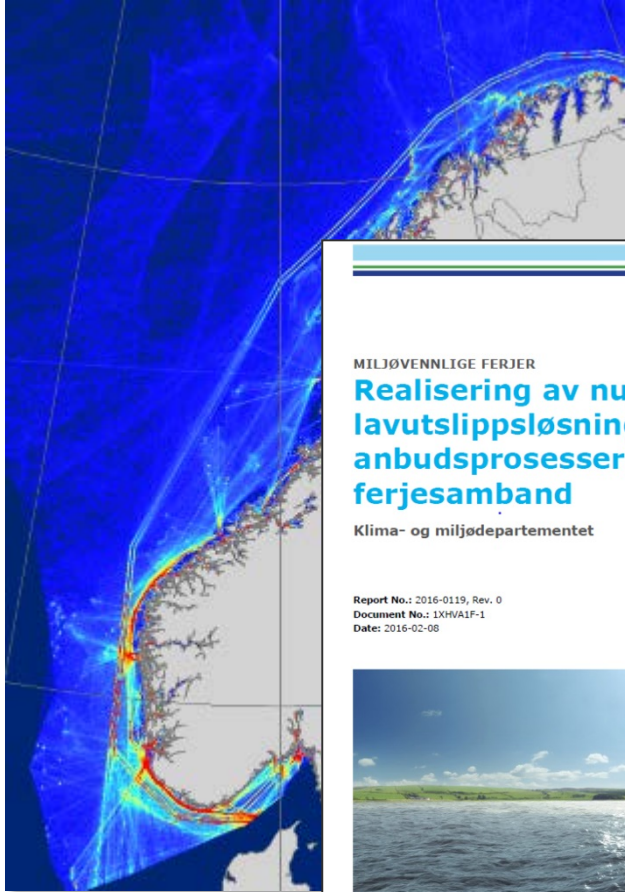 MILJØVENNLIGE FERJER
Realisering av nu
lavutslippsløsning
anbudsprosesser
ferjesamband
Klima- og miljødepartementet
Report No.: 2016-0119, Rev. 0
Document No.: 1XHVA1F-1
Date: 2016-02-08